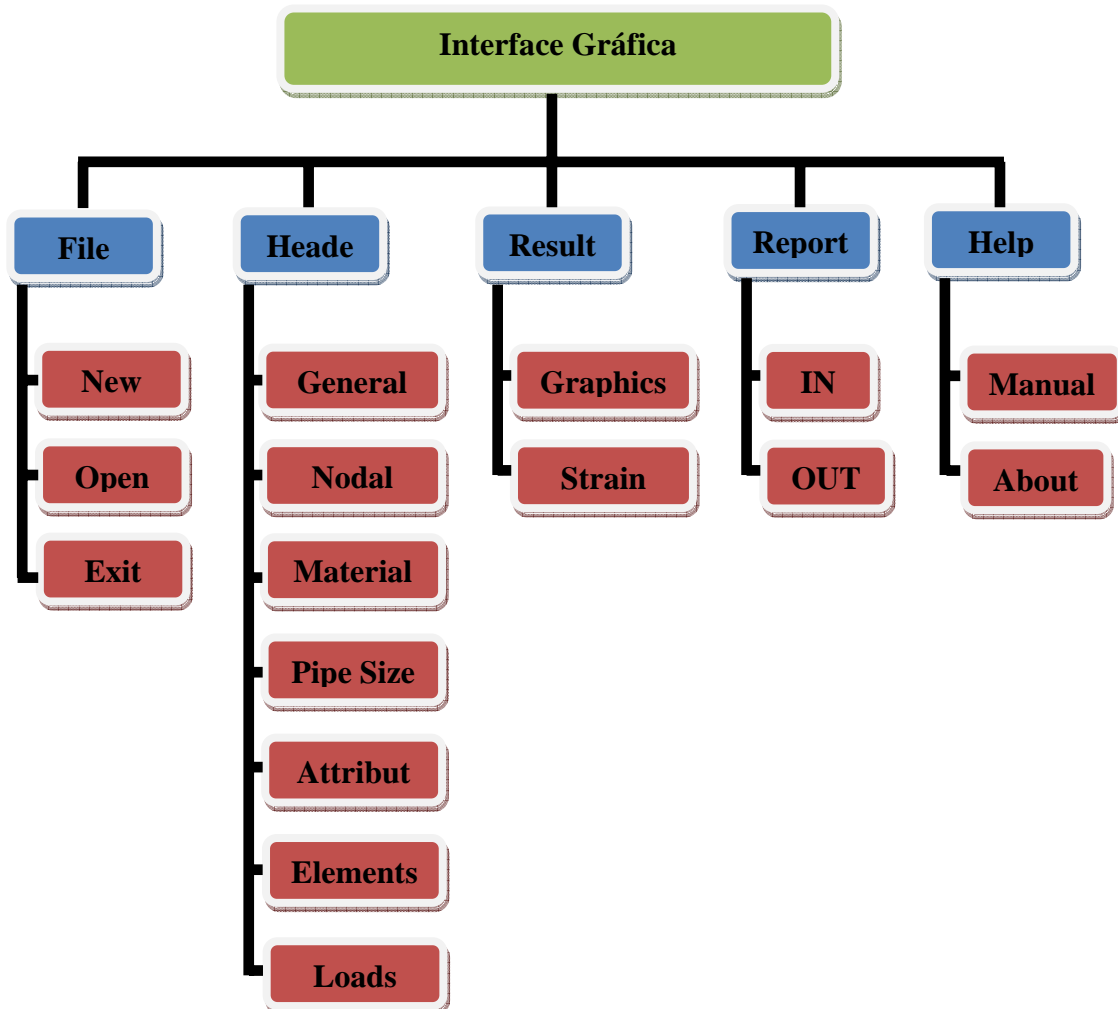 Interface Gráfica
File
Heade
Result
Report
Help
New
General
Graphics
IN
Manual
Open
Nodal
Strain
OUT
About
Exit
Material
Pipe Size
Attribut
Elements
Loads